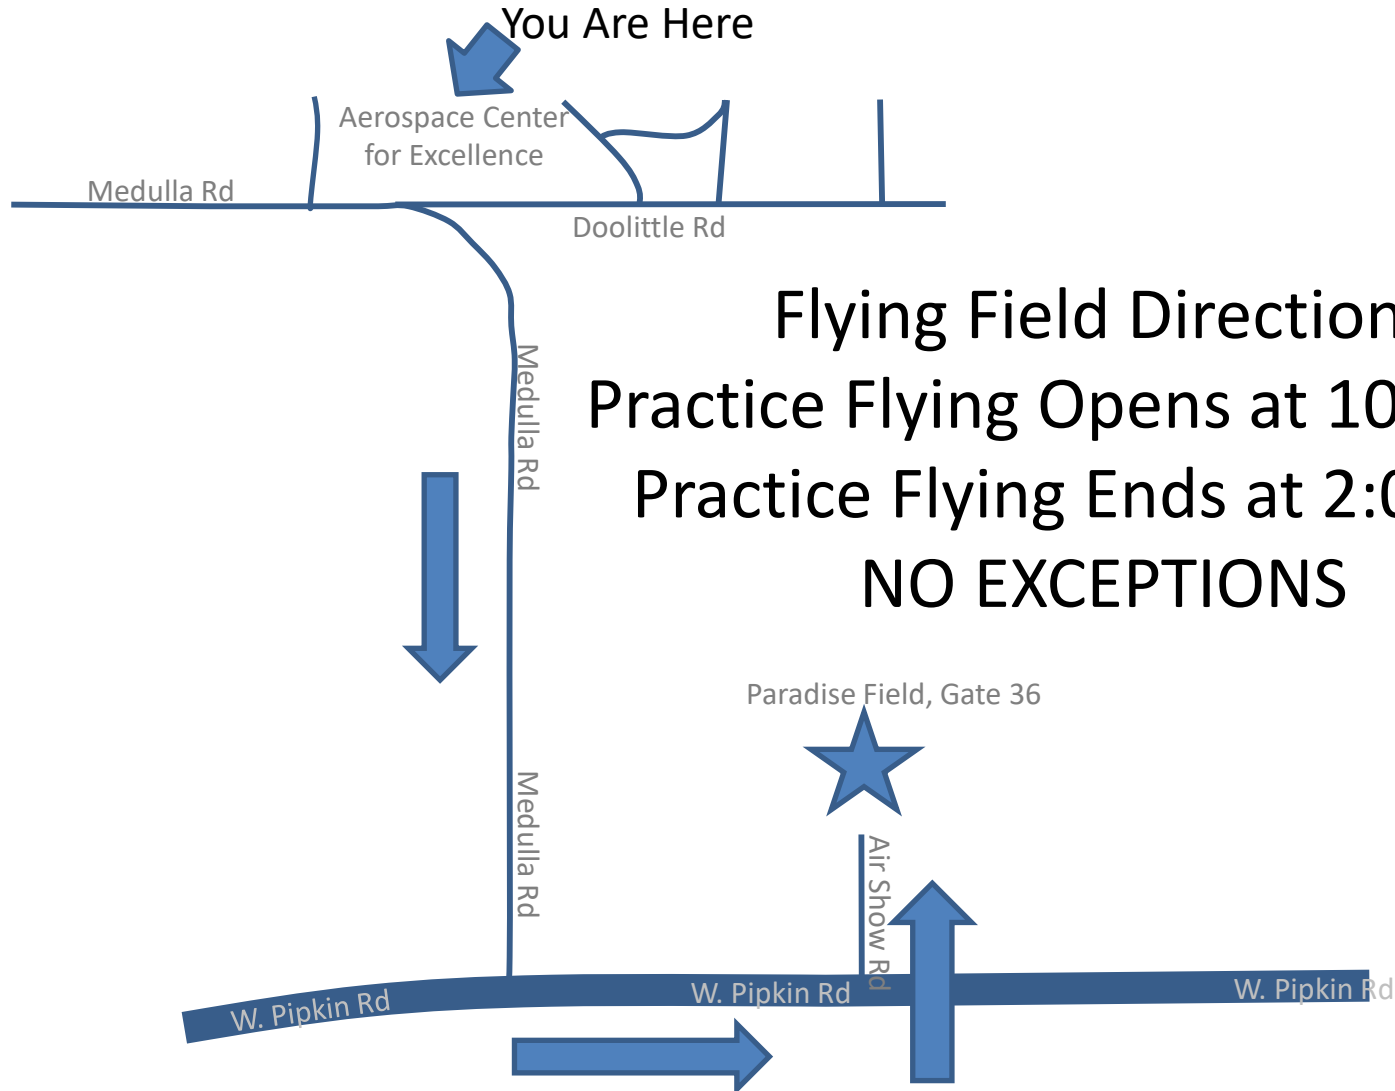 You Are Here
Aerospace Center
for Excellence
Medulla Rd
Doolittle Rd
Flying Field Direction
Practice Flying Opens at 10
Medulla Rd
Practice Flying Ends at 2:0
NO EXCEPTIONS
Paradise Field, Gate 36
Medulla Rd
Air Show Rd
W. Pipkin Rd
W. Pipkin Rd
W. Pipkin Rd